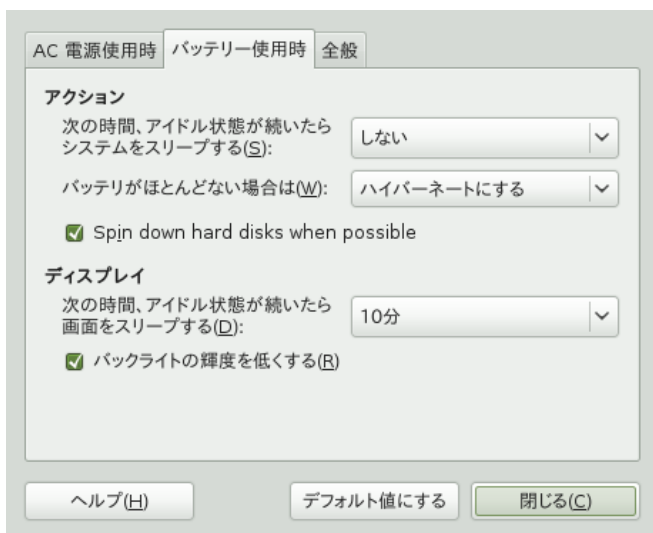 AC 電源使用時 バッテリー使用時 全般
アクション
次の時間、アイドル状態が続いたら
システムをスリープする(S):
しない
バッテリがほとんどない場合は(W):
ハイバーネートにする
Spin down hard disks when possible
ディスプレイ
次の時間、アイドル状態が続いたら
画面をスリープする(D):
10分
バックライトの輝度を低くする(R)
ヘルプ(H) デフォルト値にする 閉じる(C)